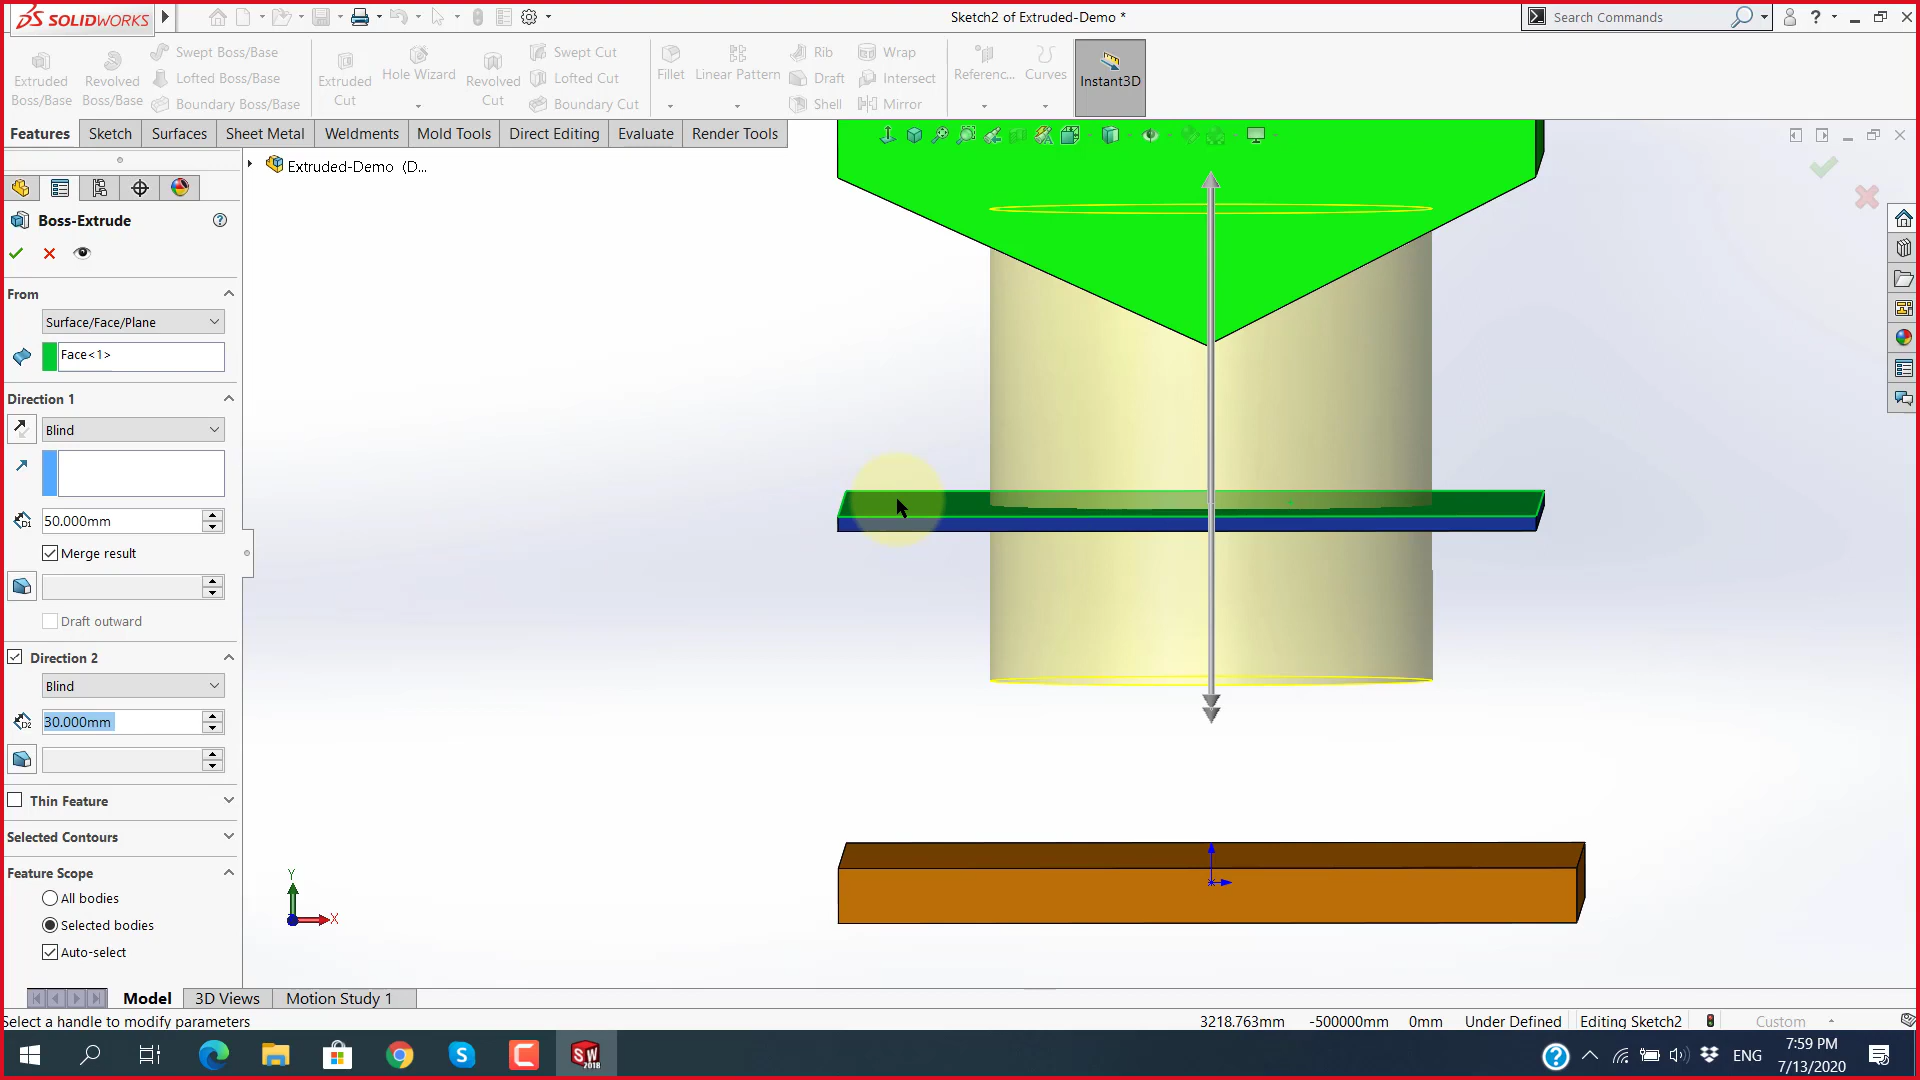 SOLIDWORKS
Sketch2 of Extruded-Demo *
Search Commands
Extruded Boss/Base
Revolved Boss/Base
Swept Boss/Base
Lofted Boss/Base
Boundary Boss/Base
Extruded Cut
Hole Wizard
Revolved Cut
Swept Cut
Lofted Cut
Boundary Cut
Fillet
Linear Pattern
Rib
Draft
Shell
Wrap
Intersect
Mirror
Referenc...
Curves
Instant3D
Features
Sketch
Surfaces
Sheet Metal
Weldments
Mold Tools
Direct Editing
Evaluate
Render Tools
Extruded-Demo (D...
Boss-Extrude
From
Surface/Face/Plane
Face<1>
Direction 1
Blind
D1
50.000mm
Merge result
Draft outward
Direction 2
Blind
D2
30.000mm
Thin Feature
Selected Contours
Feature Scope
All bodies
Selected bodies
Auto-select
Y
X
Model
3D Views
Motion Study 1
Select a handle to modify parameters
3218.763mm
-500000mm
0mm
Under Defined
Editing Sketch2
Custom
SW
2018
ENG
7:59 PM
7/13/2020